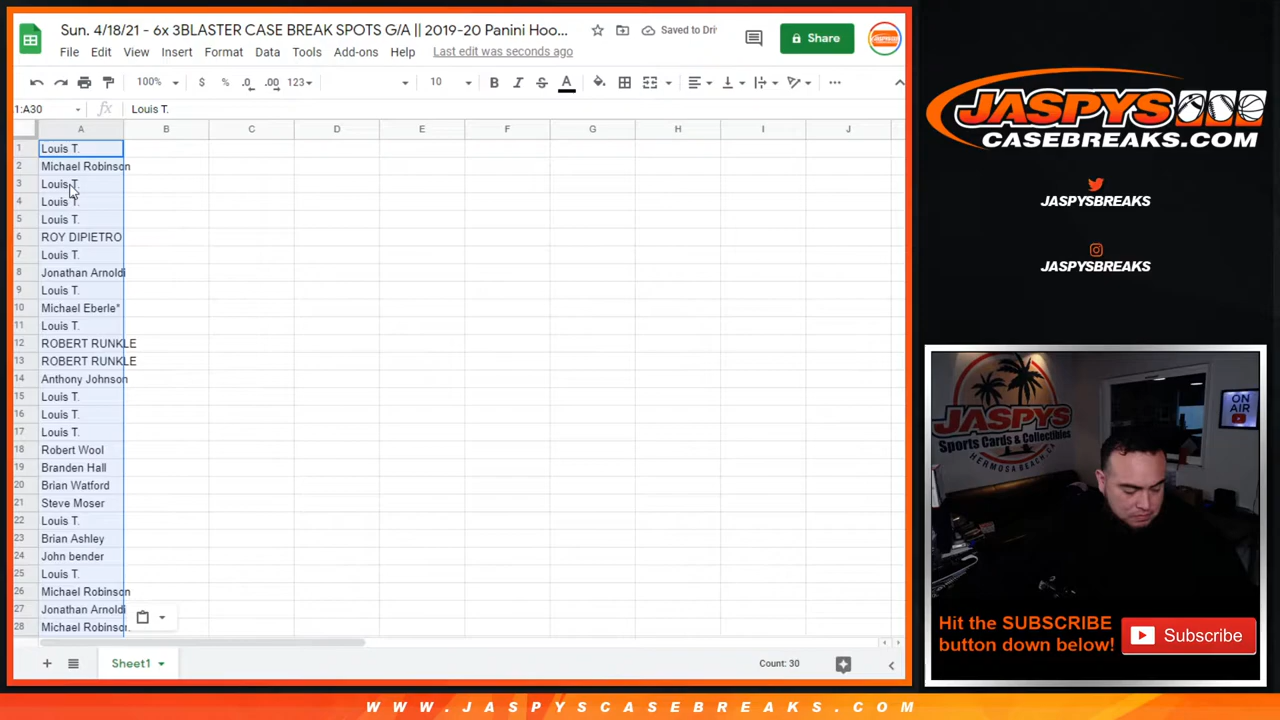 Sun. 4/18/21 - 6x 3BLASTER CASE BREAK SPOTS G/A || 2019-20 Panini Hoo...
Saved to Dri
Share
File Edit View Insert Format Data Tools Add-ons Help Last edit was seconds ago
100% $ % .0 .00 123 10 B I S A
1:A30 fx Louis T.
A B C D E F G H I J
1 Louis T.
2 Michael Robinson
3 Louis T.
4 Louis T.
5 Louis T.
6 ROY DIPIETRO
7 Louis T.
8 Jonathan Arnoldi
9 Louis T.
10 Michael Eberle"
11 Louis T.
12 ROBERT RUNKLE
13 ROBERT RUNKLE
14 Anthony Johnson
15 Louis T.
16 Louis T.
17 Louis T.
18 Robert Wool
19 Branden Hall
20 Brian Watford
21 Steve Moser
22 Louis T.
23 Brian Ashley
24 John bender
25 Louis T.
26 Michael Robinson
27 Jonathan Arnoldi
28 Michael Robinson
Sheet1
Count: 30
JASPYS
CASEBREAKS.COM
JASPYSBREAKS
JASPYSBREAKS
JASPYS
Sports Cards & Collectibles
HERMOSA BEACH, CA
ON
AIR
Hit the SUBSCRIBE
button down below!
Subscribe
WWW.JASPYSCASEBREAKS.COM